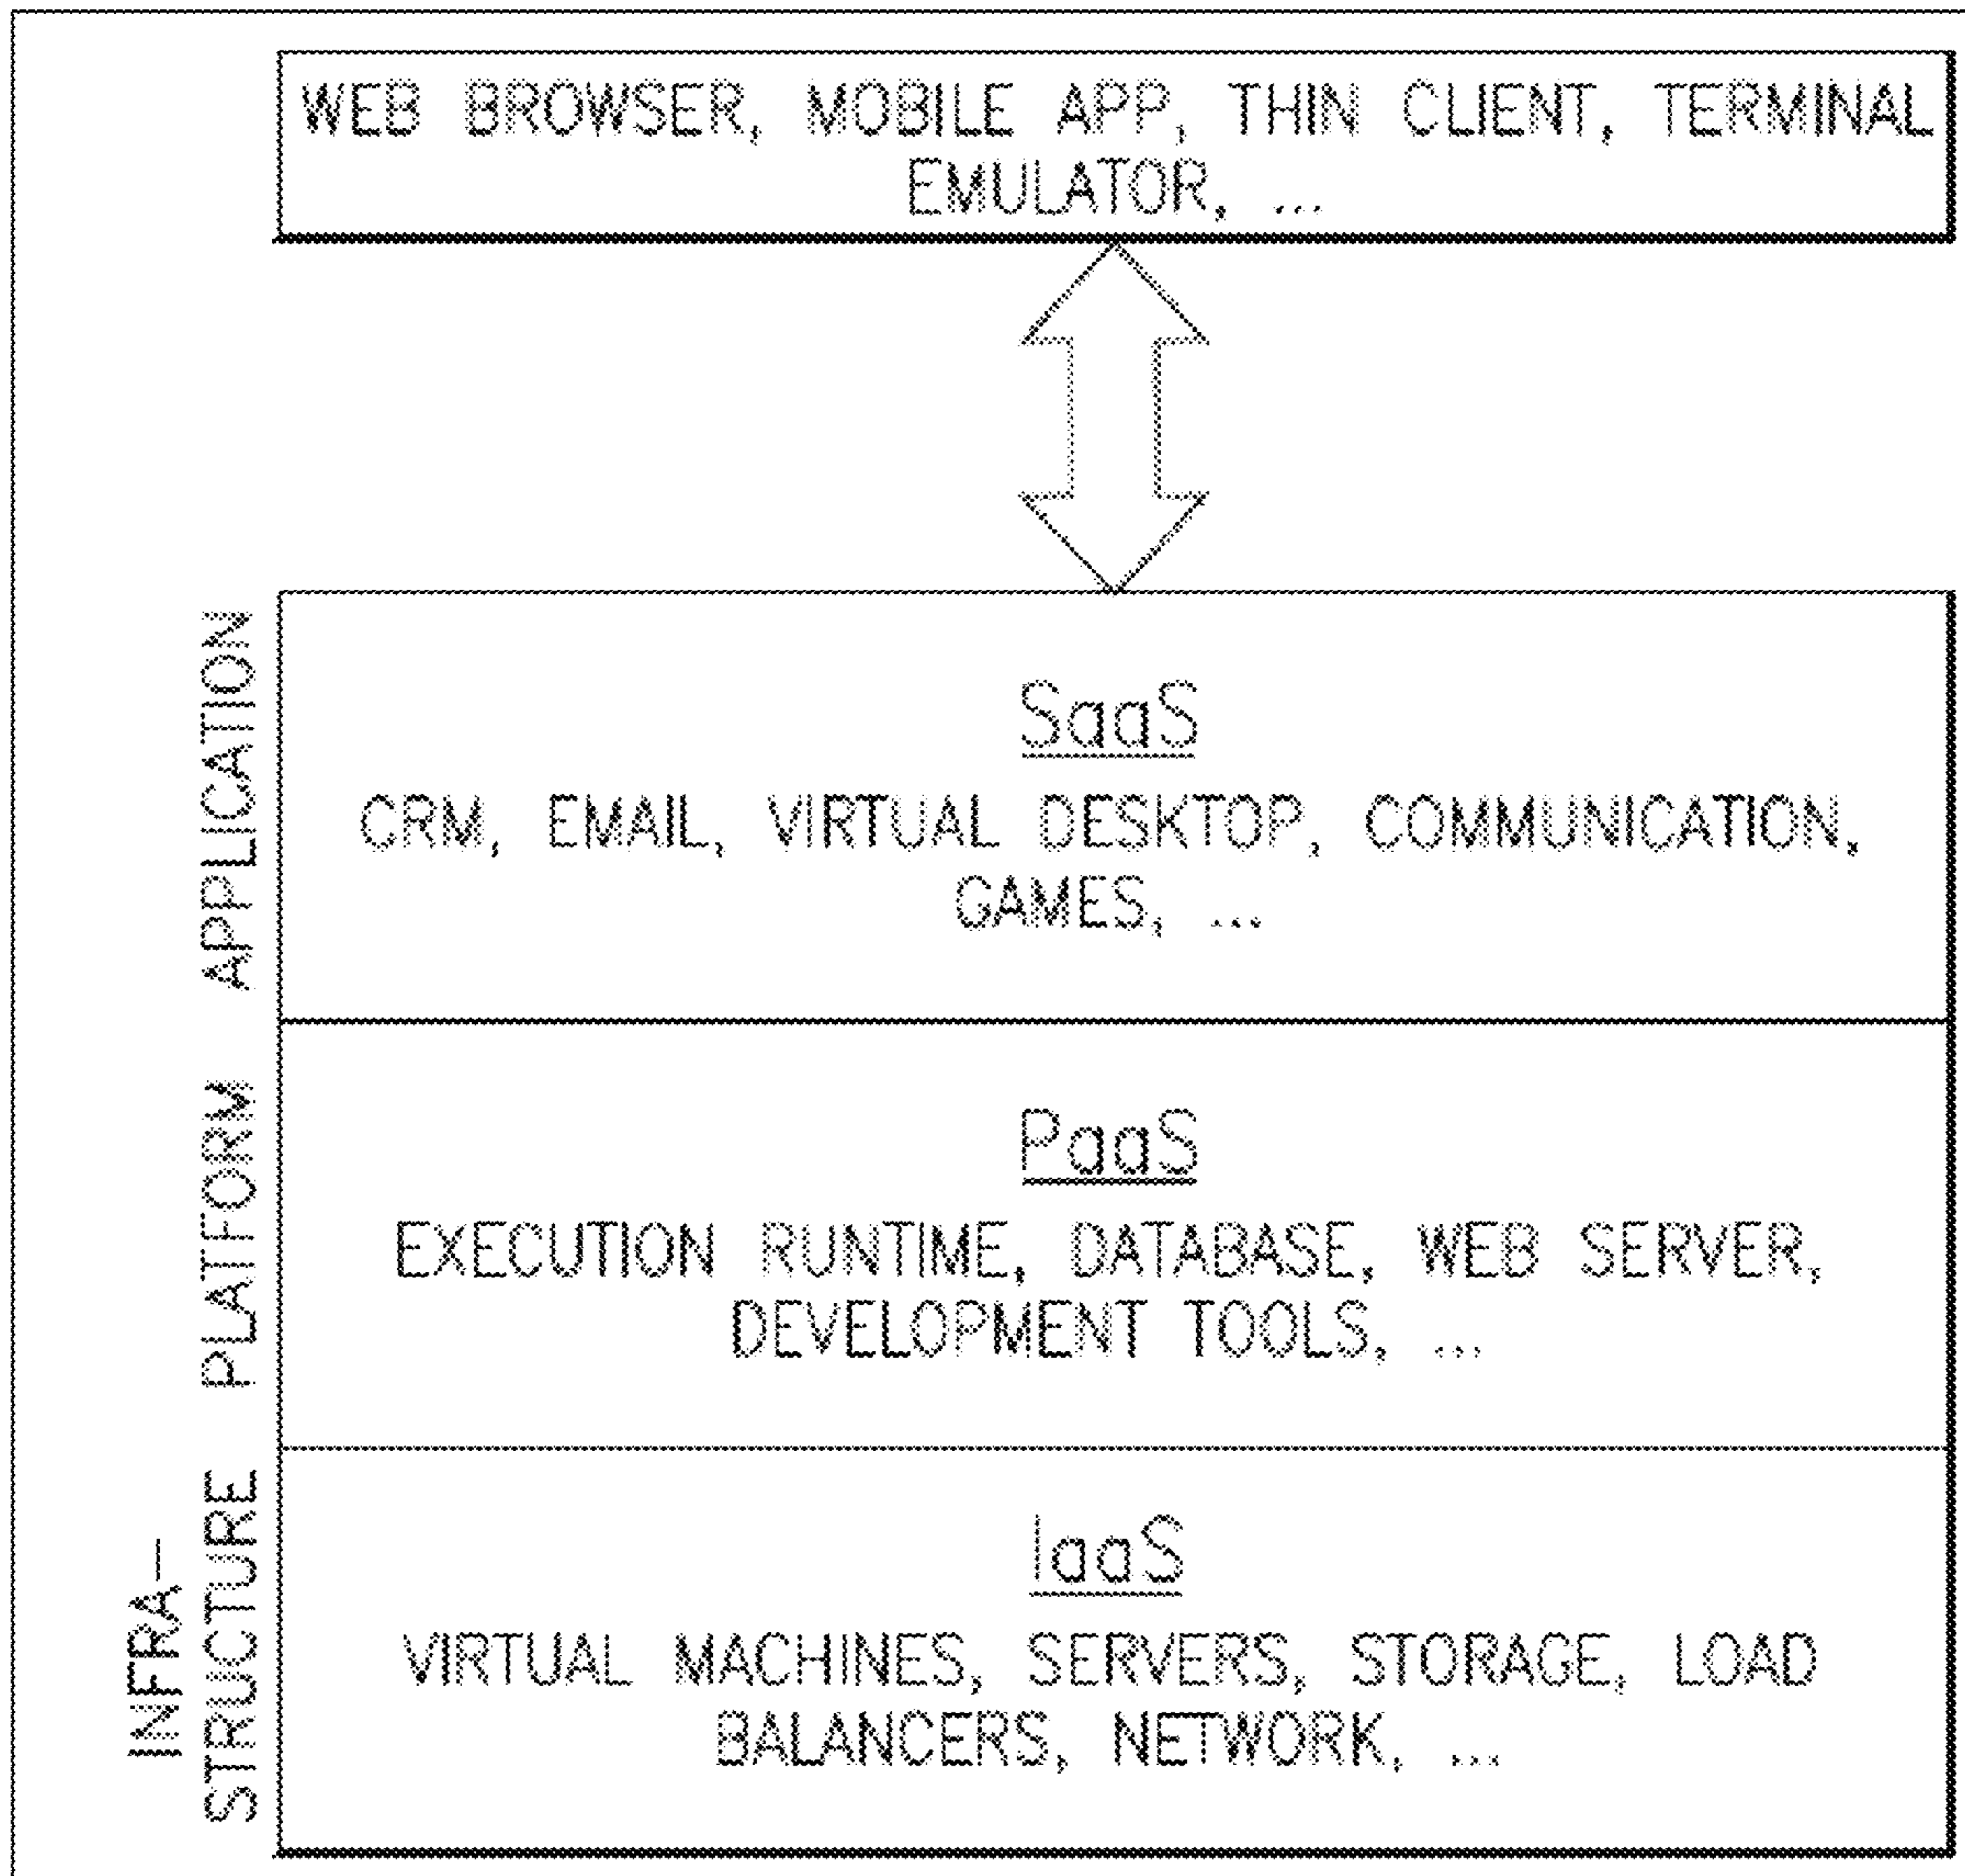 WEB BROWSER, MOBILE APP, THIN CLIENT, TERMINAL
EMULATOR, ...
APPLICATION
SaaS
CRM, EMAIL, VIRTUAL DESKTOP, COMMUNICATION,
GAMES, ...
PLATFORM
PaaS
EXECUTION RUNTIME, DATABASE, WEB SERVER,
DEVELOPMENT TOOLS, ...
INFRA–
STRUCTURE
IaaS
VIRTUAL MACHINES, SERVERS, STORAGE, LOAD
BALANCERS, NETWORK, ...